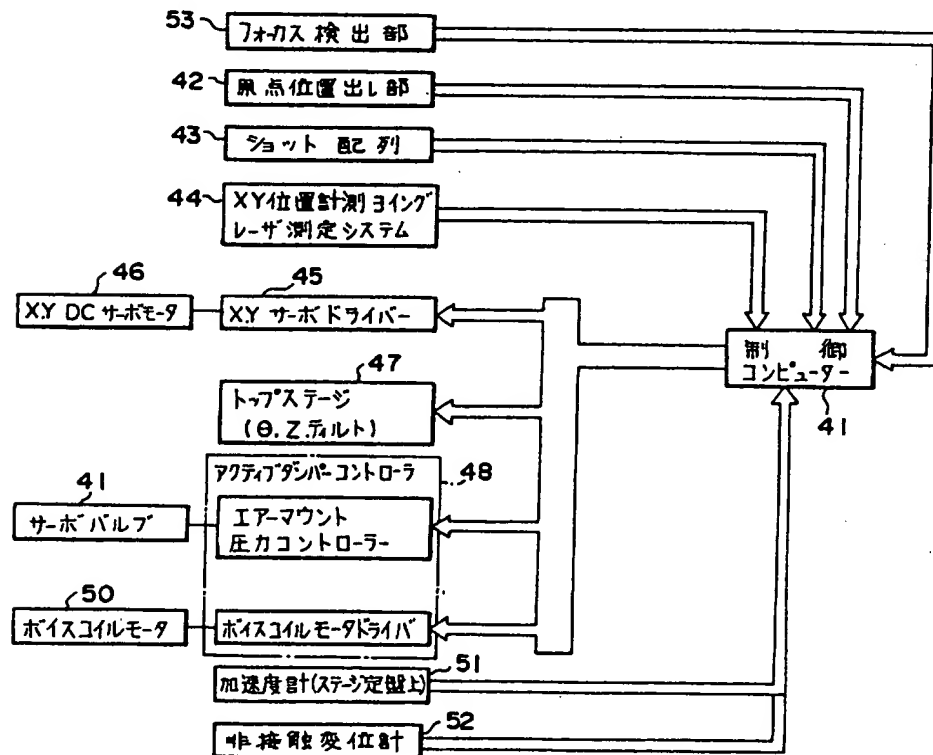 53
フォーカス検出部
42
原点位置出し部
43
ショット配列
44
XY位置計測ヨイング
レーザ測定システム
46
X.Y DC サーボモータ
45
X.Y サーボドライバー
47
トップステージ
(θ.Z.ティルト)
制御
コンピューター
41
アクティブダンパーコントローラ
48
41
サーボバルブ
エアーマウント
圧力コントローラー
50
ボイスコイルモータ
ボイスコイルモータドライバ
51
加速度計(ステージ定盤上)
52
非接触変位計